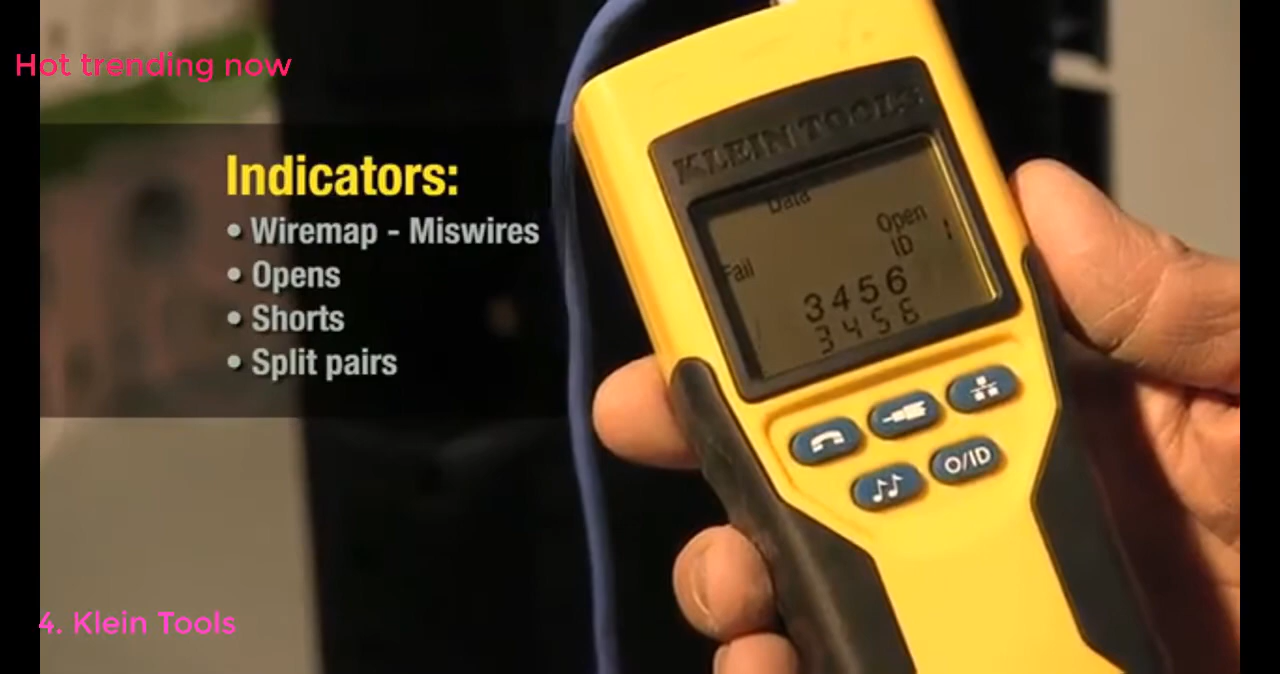 Hot trending now
Indicators:
• Wiremap - Miswires
• Opens
• Shorts
• Split pairs
KLEIN TOOLS
Data
Open
ID 1
Fail
3456
3456
O/ID
4. Klein Tools